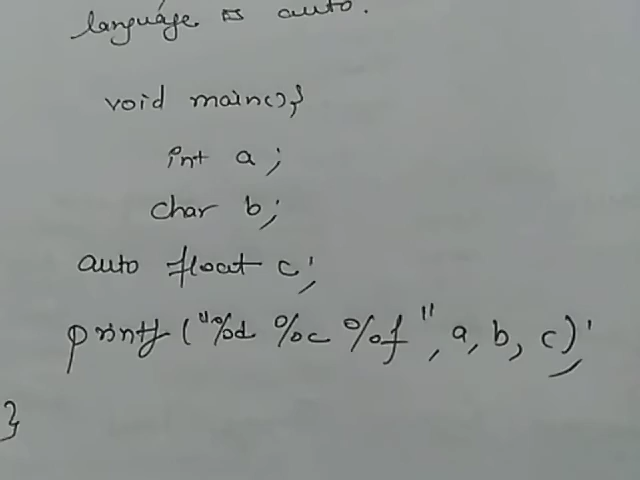 language is auto.
void main(){
int a;
char b;
auto float c;
printf("%d %c %f", a, b, c);
}